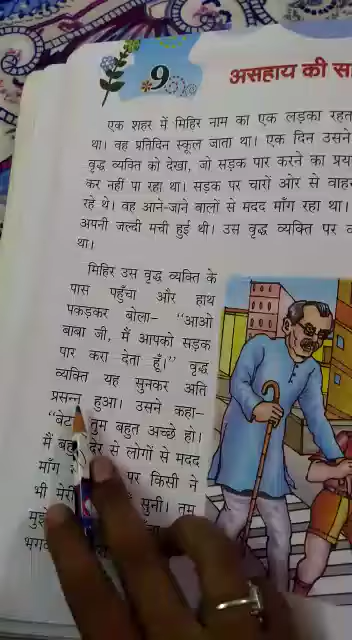 9
असहाय की
एक शहर में मिहिर नाम का एक लड़का रहत
था। वह प्रतिदिन स्कूल जाता था। एक दिन उसने
वृद्ध व्यक्ति को देखा, जो सड़क पार करने का प्रया
कर नहीं पा रहा था। सड़क पर चारों ओर से वाह
रहे थे। वह आने-जाने वालों से मदद माँग रहा था।
अपनी जल्दी मची हुई थी। उस वृद्ध व्यक्ति पर
था।
मिहिर उस वृद्ध व्यक्ति के
पास पहुँचा और हाथ
पकड़कर बोला– “आओ
बाबा जी, मैं आपको सड़क
पार करा देता हूँ।” वृद्ध
व्यक्ति यह सुनकर अति
प्रसन्न हुआ। उसने कहा–
तुम बहुत अच्छे हो।
मैं देर से लोगों से मदद
माँग पर किसी ने
भी सुनी। तुम